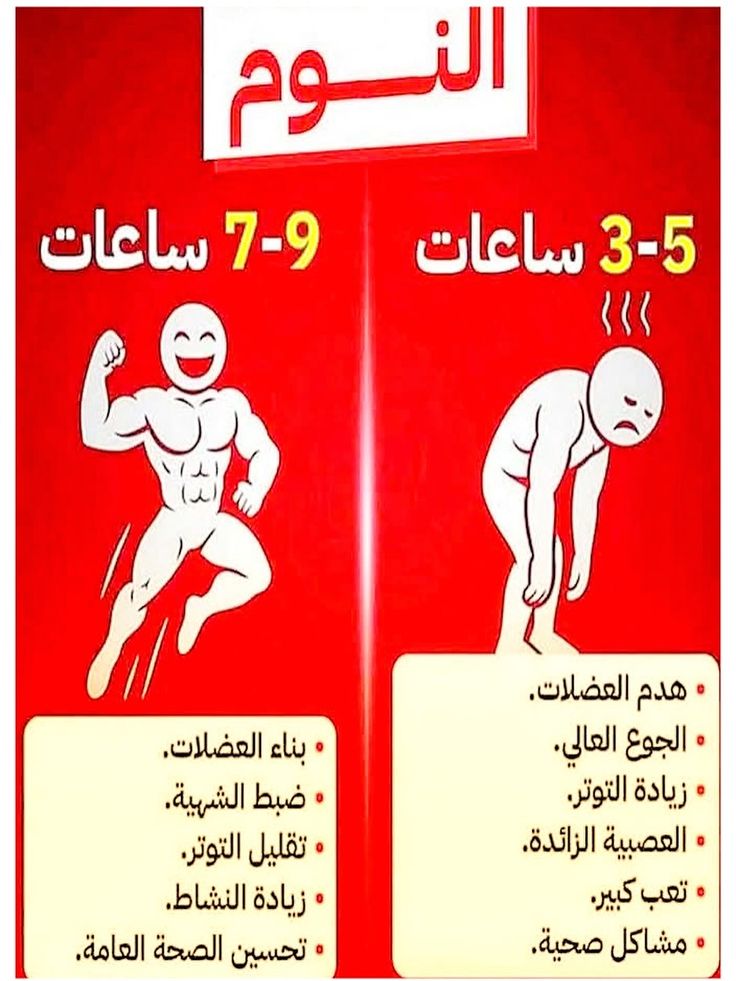 النوم
3-5 ساعات
• هدم العضلات.
• الجوع العالي.
• زيادة التوتر.
• العصبية الزائدة.
• تعب كبير.
• مشاكل صحية.
7-9 ساعات
• بناء العضلات.
• ضبط الشهية.
• تقليل التوتر.
• زيادة النشاط.
• تحسين الصحة العامة.